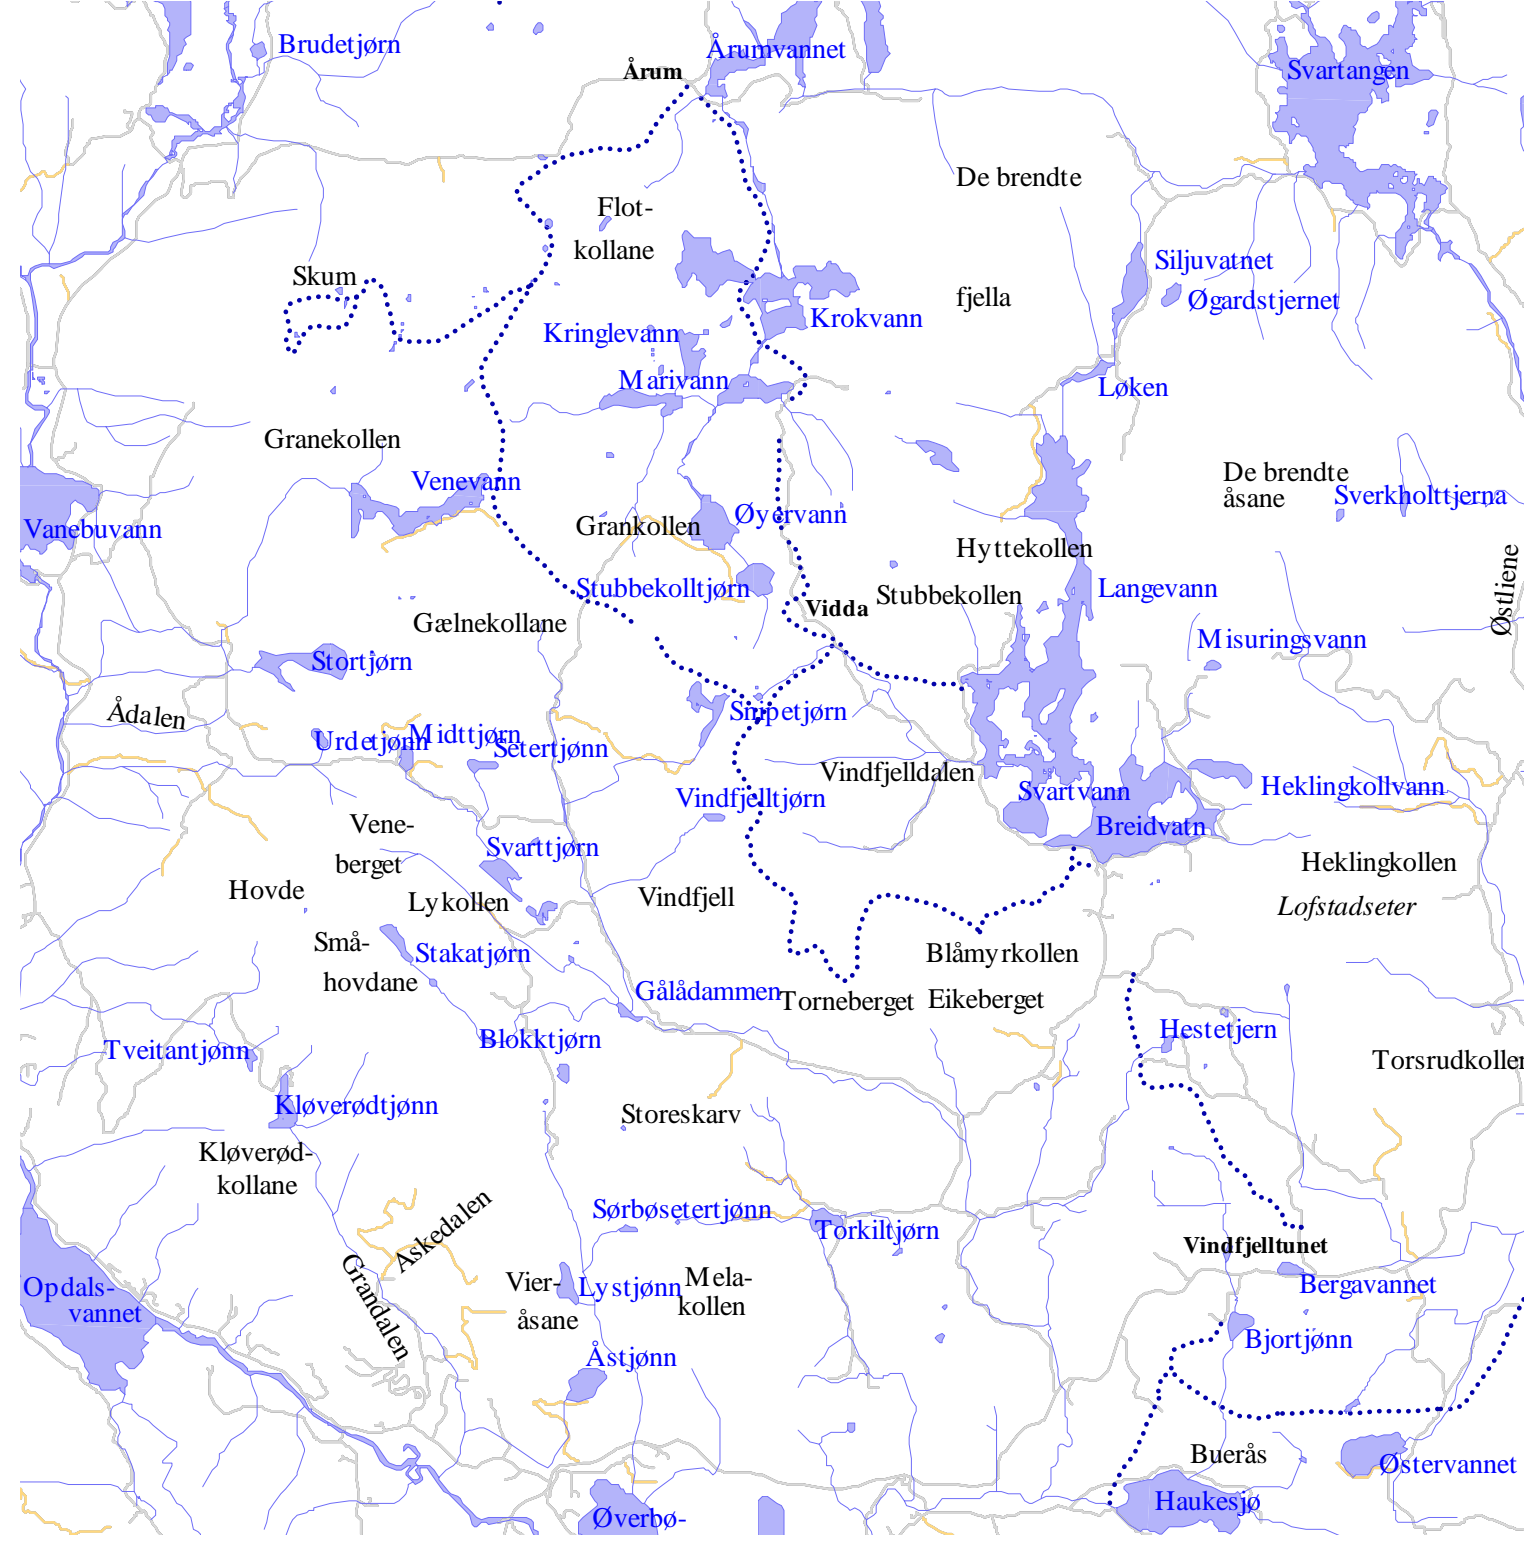 Brudetjørn
Årumvannet
Årum
Svartangen
De brendte
Flot-
kollane
Siljuvatnet
Skum
Øgardstjernet
fjella
Krokvann
Kringlevann
Marivann
Løken
Granekollen
De brendte
åsane
Venevann
Sverkholttjerna
Øyervann
Grankollen
Vanebuvann
Hyttekollen
Stubbekolltjørn
Stubbekollen
Langevann
Østliene
Vidda
Gælnekollane
Misuringsvann
Stortjørn
Ådalen
Snipetjørn
Urdetjønn
Midttjørn
Setertjønn
Vindfjelldalen
Svartvann
Heklingkollvann
Vindfjelltjørn
Breidvatn
Vene-
berget
Svarttjørn
Heklingkollen
Hovde
Lykollen
Vindfjell
Lofstadseter
Små-
hovdane
Stakatjørn
Blåmyrkollen
Gålådammen
Torneberget
Eikeberget
Hestetjern
Blokktjørn
Tveitantjønn
Torsrudkollen
Kløverødtjønn
Storeskarv
Kløverød-
kollane
Askedalen
Sørbøsetertjønn
Torkiltjørn
Vindfjelltunet
Grandalen
Opdals-
vannet
Vier-
åsane
Lystjønn
Mela-
kollen
Bergavannet
Bjortjønn
Åstjønn
Buerås
Østervannet
Haukesjø
Øverbø-